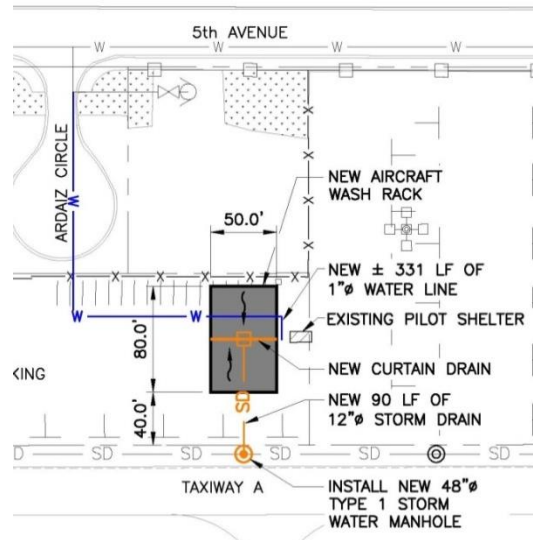 5th AVENUE
W
W
W
ARDAIZ CIRCLE
W
NEW AIRCRAFT
WASH RACK
50.0'
NEW ± 331 LF OF
1"ø WATER LINE
W
W
EXISTING PILOT SHELTER
80.0'
KING
NEW CURTAIN DRAIN
40.0'
SD
NEW 90 LF OF
12"ø STORM DRAIN
SD
SD
SD
SD
SD
SD
TAXIWAY A
INSTALL NEW 48"ø
TYPE 1 STORM
WATER MANHOLE